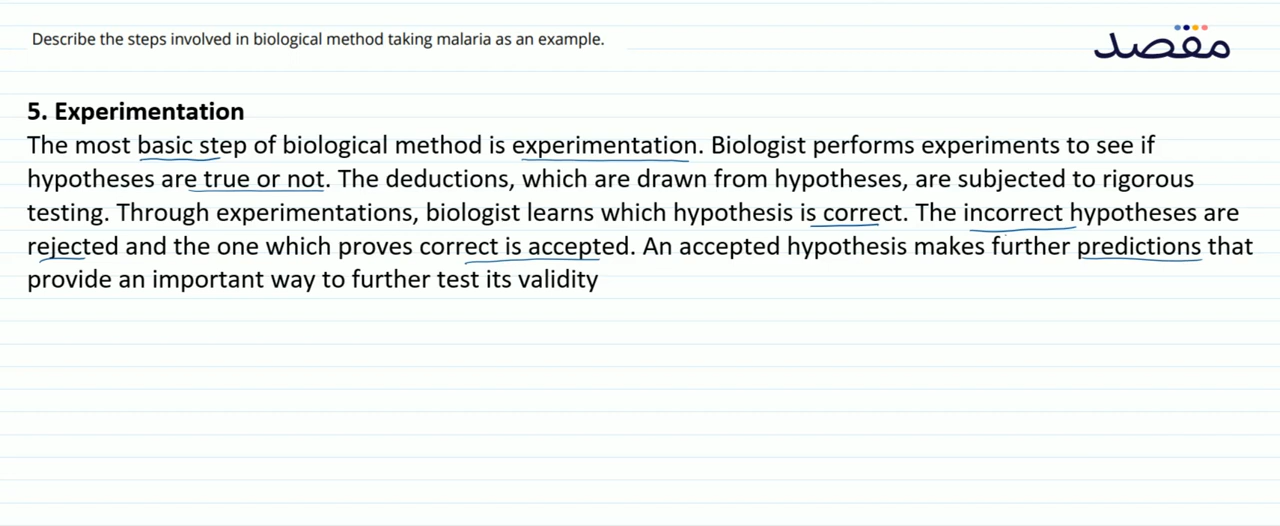 Describe the steps involved in biological method taking malaria as an example.
مقصد
5. Experimentation
The most basic step of biological method is experimentation. Biologist performs experiments to see if
hypotheses are true or not. The deductions, which are drawn from hypotheses, are subjected to rigorous
testing. Through experimentations, biologist learns which hypothesis is correct. The incorrect hypotheses are
rejected and the one which proves correct is accepted. An accepted hypothesis makes further predictions that
provide an important way to further test its validity